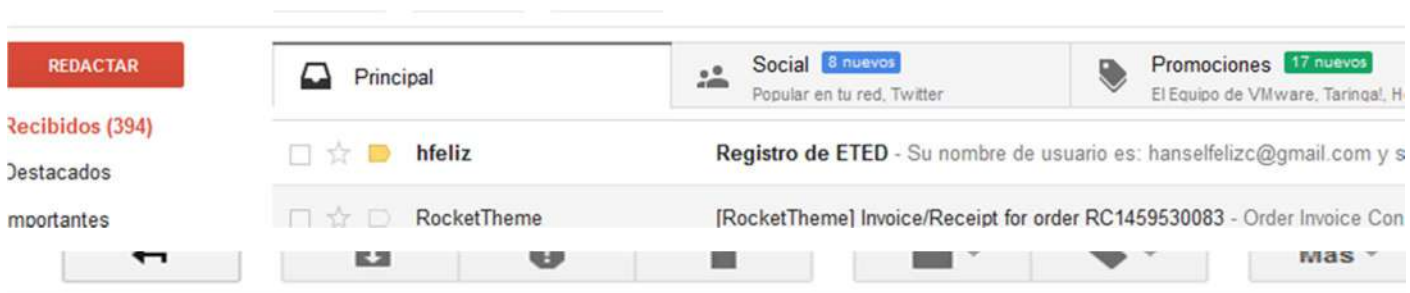 REDACTAR
Principal
Social 8 nuevos
Popular en tu red, Twitter
Promociones 17 nuevos
El Equipo de VMware, Taringa!, H
Recibidos (394)
hfeliz Registro de ETED - Su nombre de usuario es: hanselfelizc@gmail.com y s
Destacados
RocketTheme [RocketTheme] Invoice/Receipt for order RC1459530083 - Order Invoice Con
mportantes
Más